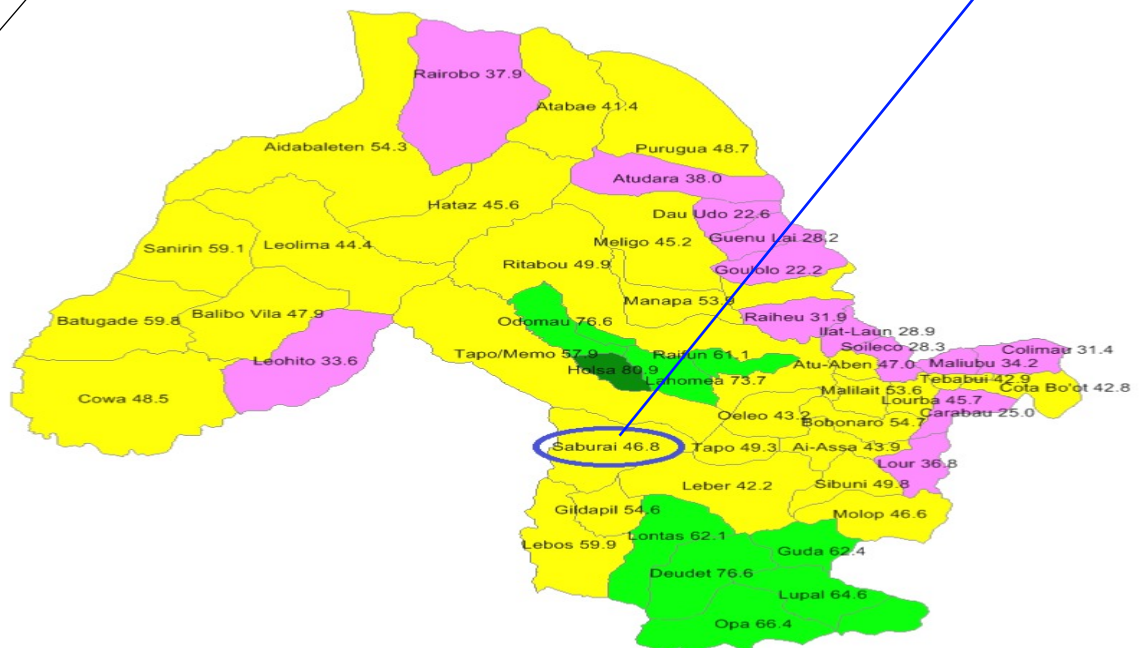 Rairobo 37.9
Atabae 41.4
Aidabaleten 54.3
Purugua 48.7
Atudara 38.0
Hataz 45.6
Dau Udo 22.6
Guenu Lai 28.2
Meligo 45.2
Sanirin 59.1
Leolima 44.4
Ritabou 49.9
Goulolo 22.2
Manapa 53.9
Balibo Vila 47.9
Batugade 59.8
Odomau 76.6
Raiheu 31.9
Ilat-Laun 28.9
Soileco 28.3
Colimau 31.4
Tapo/Memo 57.9
Raifun 61.1
Leohito 33.6
Holsa 80.9
Atu-Aben 47.0
Maliubu 34.2
Lahomea 73.7
Tebabui 42.9
Cota Bo'ot 42.8
Malilait 53.6
Cowa 48.5
Lourba 45.7
Carabau 25.0
Oeleo 43.2
Bobonaro 54.7
Saburai 46.8
Tapo 49.3
Ai-Assa 43.9
Lour 36.8
Leber 42.2
Sibuni 49.8
Gildapil 54.6
Molop 46.6
Lontas 62.1
Lebos 59.9
Guda 62.4
Deudet 76.6
Lupal 64.6
Opa 66.4